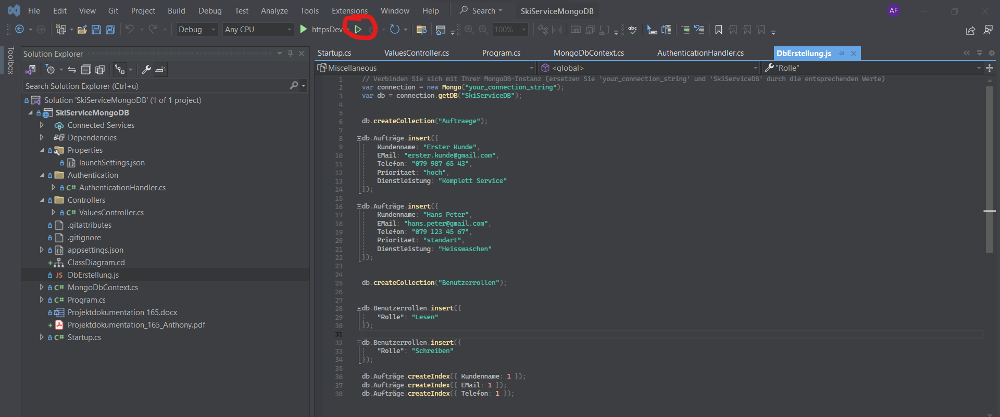 File Edit View Git Project Build Debug Test Analyze Tools Extensions Window Help Search SkiServiceMongoDB AF
Debug Any CPU httpsDev 100%
Toolbox
Solution Explorer
Search Solution Explorer (Ctrl+ü)
Solution 'SkiServiceMongoDB' (1 of 1 project)
SkiServiceMongoDB
Connected Services
Dependencies
Properties
launchSettings.json
Authentication
C# AuthenticationHandler.cs
Controllers
C# ValuesController.cs
.gitattributes
.gitignore
appsettings.json
ClassDiagram.cd
JS DbErstellung.js
C# MongoDbContext.cs
C# Program.cs
Projektdokumentation 165.docx
Projektdokumentation_165_Anthony.pdf
C# Startup.cs
Startup.cs ValuesController.cs Program.cs MongoDbContext.cs AuthenticationHandler.cs DbErstellung.js
Miscellaneous <global> "Rolle"
1 // Verbinden Sie sich mit Ihrer MongoDB-Instanz (ersetzen Sie 'your_connection_string' und 'SkiServiceDB' durch die entsprechenden Werte)
2 var connection = new Mongo("your_connection_string");
3 var db = connection.getDB("SkiServiceDB");
4
5
6 db.createCollection("Auftraege");
7
8 db.Aufträge.insert({
9 Kundenname: "Erster Kunde",
10 EMail: "erster.kunde@gmail.com",
11 Telefon: "079 987 65 43",
12 Prioritaet: "hoch",
13 Dienstleistung: "Komplett Service"
14 });
15
16 db.Aufträge.insert({
17 Kundenname: "Hans Peter",
18 EMail: "hans.peter@gmail.com",
19 Telefon: "079 123 45 67",
20 Prioritaet: "standart",
21 Dienstleistung: "Heisswaschen"
22 });
23
24
25 db.createCollection("Benutzerrollen");
26
27
28 db.Benutzerrollen.insert({
29 "Rolle": "Lesen"
30 });
31
32 db.Benutzerrollen.insert({
33 "Rolle": "Schreiben"
34 });
35
36 db.Aufträge.createIndex({ Kundenname: 1 });
37 db.Aufträge.createIndex({ EMail: 1 });
38 db.Aufträge.createIndex({ Telefon: 1 });